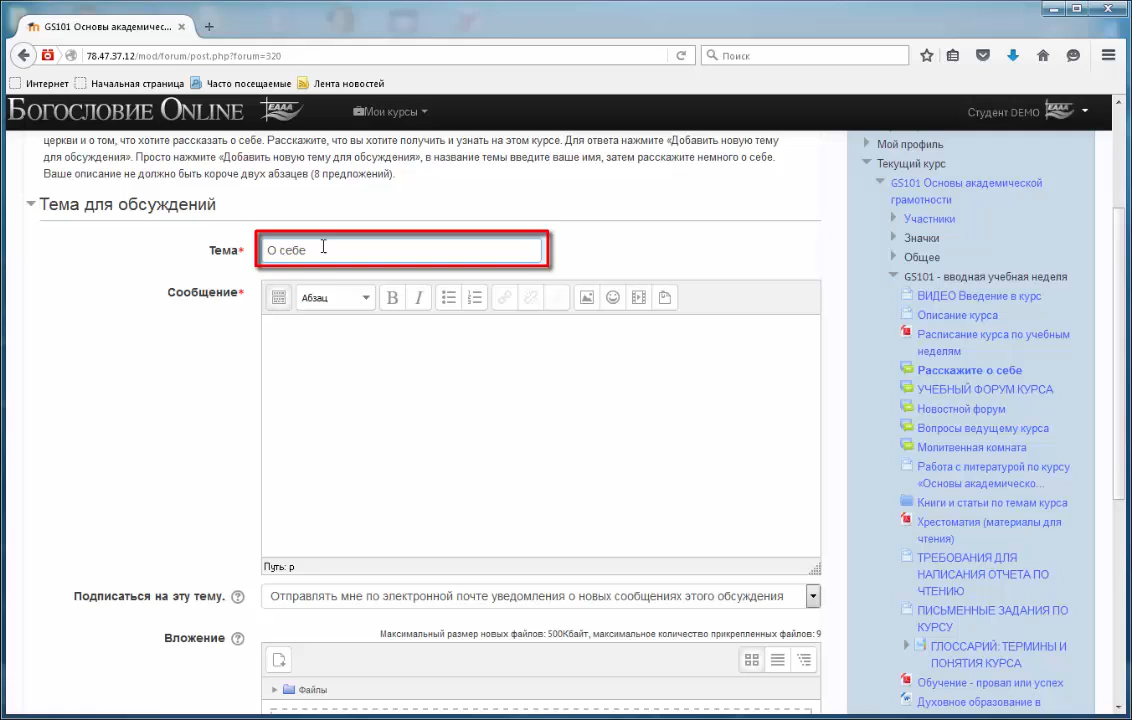 GS101 Основы академичес...
78.47.37.12/mod/forum/post.php?forum=320
Поиск
Интернет
Начальная страница
Часто посещаемые
Лента новостей
Богословие Online
ЕААА
Мои курсы
Студент DEMO
церкви и о том, что хотите рассказать о себе. Расскажите, что вы хотите получить и узнать на этом курсе. Для ответа нажмите «Добавить новую тему
для обсуждения». Просто нажмите «Добавить новую тему для обсуждения», в название темы введите ваше имя, затем расскажите немного о себе.
Ваше описание не должно быть короче двух абзацев (8 предложений).
Тема для обсуждений
Тема*
О себе
Сообщение*
Абзац
B I
Путь: p
Подписаться на эту тему.
Отправлять мне по электронной почте уведомления о новых сообщениях этого обсуждения
Вложение
Максимальный размер новых файлов: 500Кбайт, максимальное количество прикрепленных файлов: 9
Файлы
Мой профиль
Текущий курс
GS101 Основы академической
грамотности
Участники
Значки
Общее
GS101 - вводная учебная неделя
ВИДЕО Введение в курс
Описание курса
Расписание курса по учебным
неделям
Расскажите о себе
УЧЕБНЫЙ ФОРУМ КУРСА
Новостной форум
Вопросы ведущему курса
Молитвенная комната
Работа с литературой по курсу
«Основы академическо...
Книги и статьи по темам курса
Хрестоматия (материалы для
чтения)
ТРЕБОВАНИЯ ДЛЯ
НАПИСАНИЯ ОТЧЕТА ПО
ЧТЕНИЮ
ПИСЬМЕННЫЕ ЗАДАНИЯ ПО
КУРСУ
ГЛОССАРИЙ: ТЕРМИНЫ И
ПОНЯТИЯ КУРСА
Обучение - провал или успех
Духовное образование в